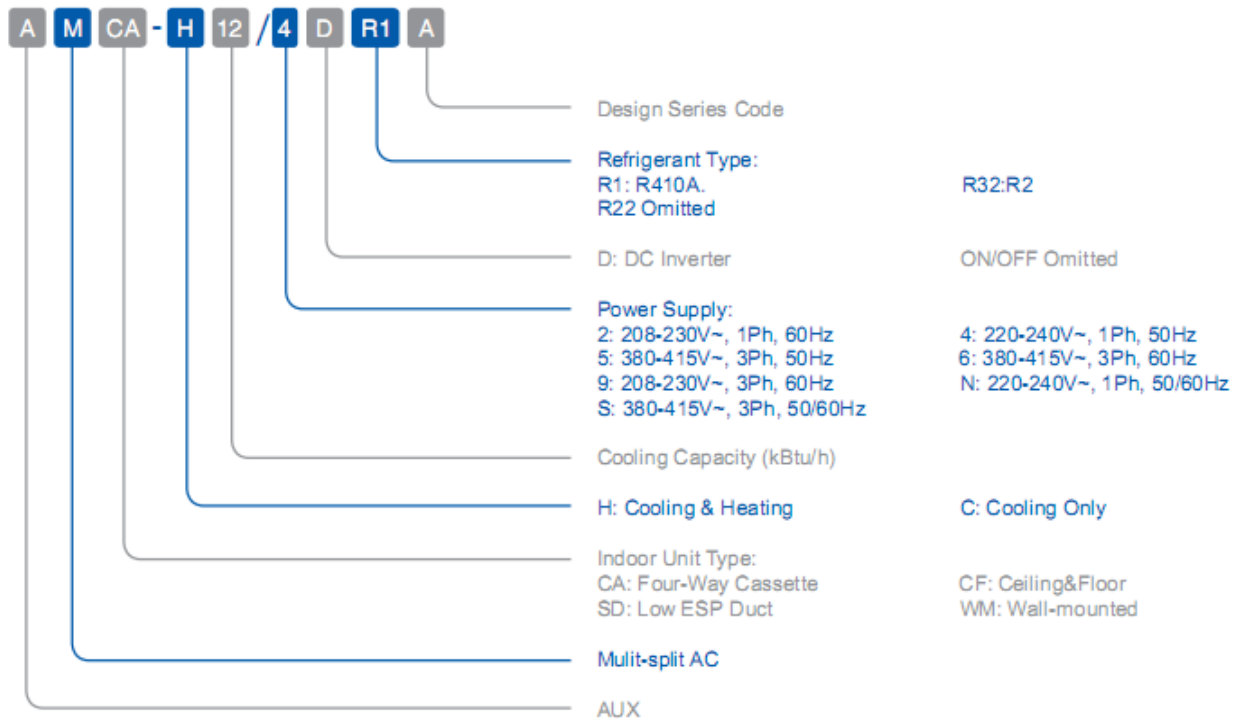 A M CA - H 12 / 4 D R1 A
Design Series Code
Refrigerant Type:
R1: R410A. R32:R2
R22 Omitted
D: DC Inverter ON/OFF Omitted
Power Supply:
2: 208-230V~, 1Ph, 60Hz 4: 220-240V~, 1Ph, 50Hz
5: 380-415V~, 3Ph, 50Hz 6: 380-415V~, 3Ph, 60Hz
9: 208-230V~, 3Ph, 60Hz N: 220-240V~, 1Ph, 50/60Hz
S: 380-415V~, 3Ph, 50/60Hz
Cooling Capacity (kBtu/h)
H: Cooling & Heating C: Cooling Only
Indoor Unit Type:
CA: Four-Way Cassette CF: Ceiling&Floor
SD: Low ESP Duct WM: Wall-mounted
Mulit-split AC
AUX